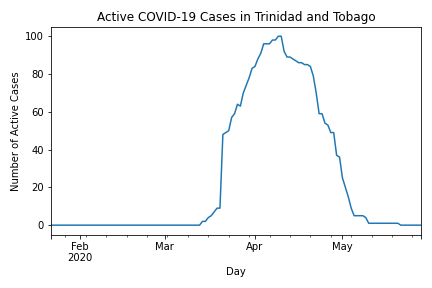 Active COVID-19 Cases in Trinidad and Tobago
100
80
60
40
20
0
Number of Active Cases
Feb Mar Apr May
2020
Day